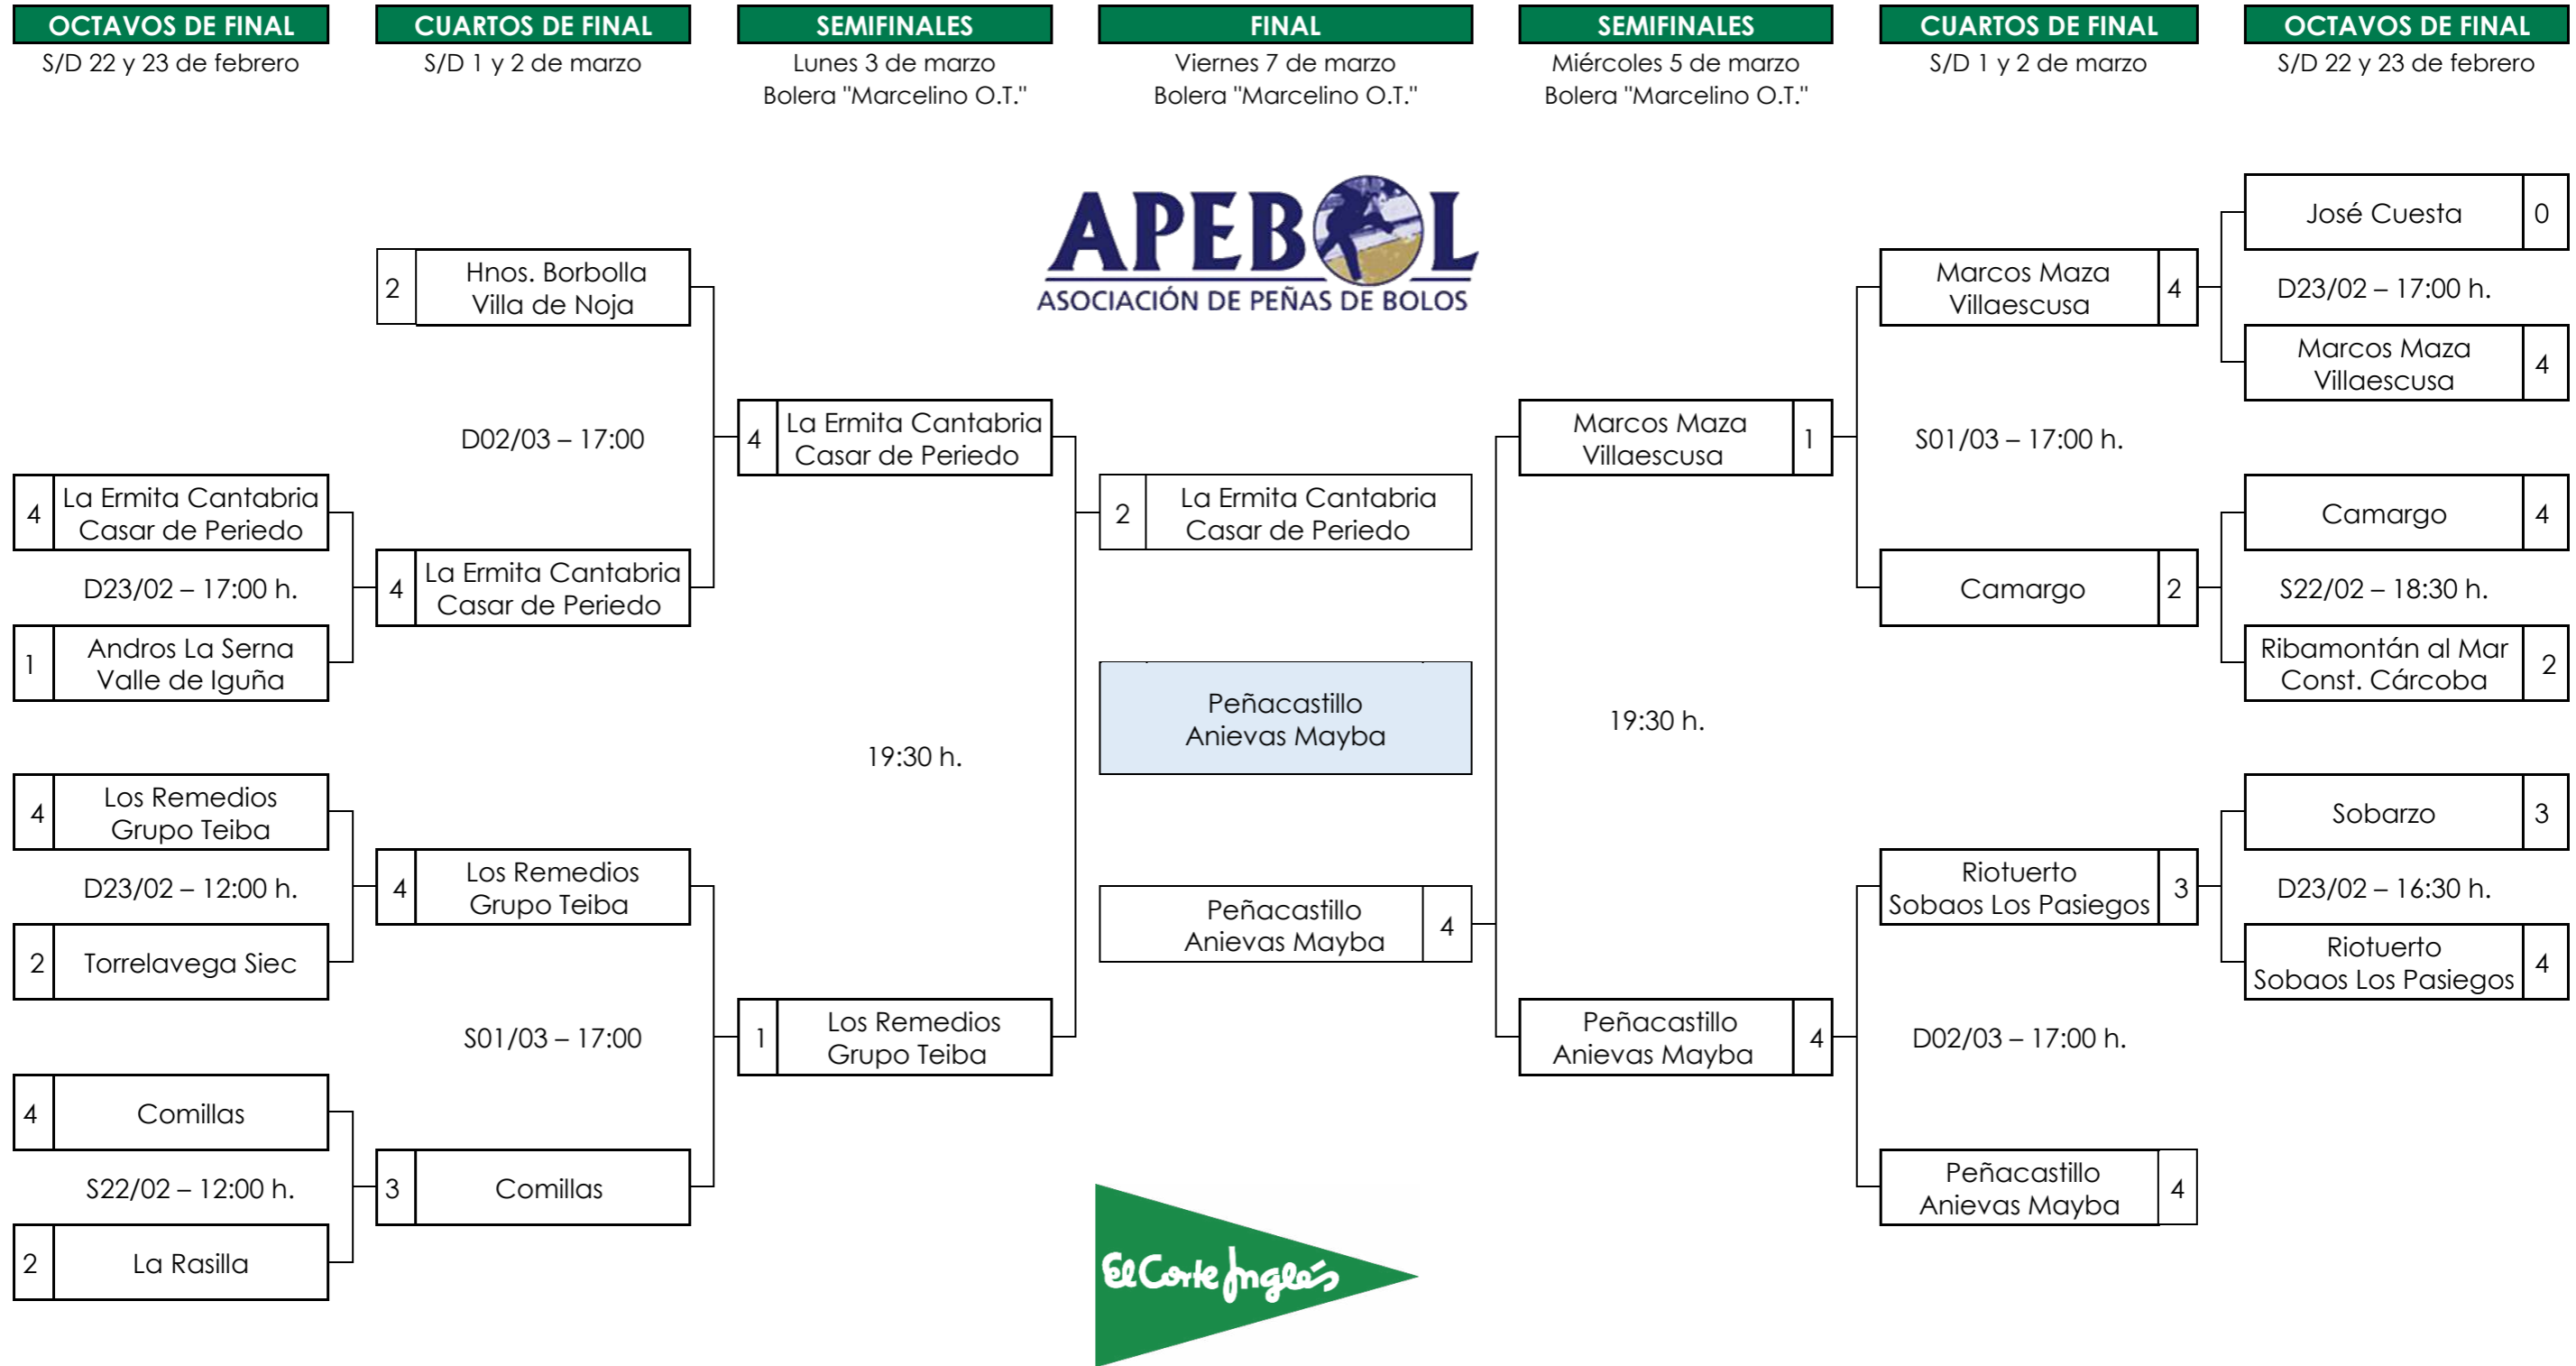 OCTAVOS DE FINAL
S/D 22 y 23 de febrero
CUARTOS DE FINAL
S/D 1 y 2 de marzo
SEMIFINALES
Lunes 3 de marzo
Bolera "Marcelino O.T."
FINAL
Viernes 7 de marzo
Bolera "Marcelino O.T."
SEMIFINALES
Miércoles 5 de marzo
Bolera "Marcelino O.T."
CUARTOS DE FINAL
S/D 1 y 2 de marzo
OCTAVOS DE FINAL
S/D 22 y 23 de febrero
4
La Ermita Cantabria
Casar de Periedo
D23/02 – 17:00 h.
1
Andros La Serna
Valle de Iguña
4
Los Remedios
Grupo Teiba
D23/02 – 12:00 h.
2
Torrelavega Siec
4
Comillas
S22/02 – 12:00 h.
2
La Rasilla
2
Hnos. Borbolla
Villa de Noja
D02/03 – 17:00
4
La Ermita Cantabria
Casar de Periedo
4
Los Remedios
Grupo Teiba
S01/03 – 17:00
3
Comillas
4
La Ermita Cantabria
Casar de Periedo
19:30 h.
1
Los Remedios
Grupo Teiba
APEBOL
ASOCIACIÓN DE PEÑAS DE BOLOS
2
La Ermita Cantabria
Casar de Periedo
Peñacastillo
Anievas Mayba
Peñacastillo
Anievas Mayba
4
El Corte Inglés
Marcos Maza
Villaescusa
1
19:30 h.
Peñacastillo
Anievas Mayba
4
Marcos Maza
Villaescusa
4
S01/03 – 17:00 h.
Camargo
2
Riotuerto
Sobaos Los Pasiegos
3
D02/03 – 17:00 h.
Peñacastillo
Anievas Mayba
4
José Cuesta
0
D23/02 – 17:00 h.
Marcos Maza
Villaescusa
4
Camargo
4
S22/02 – 18:30 h.
Ribamontán al Mar
Const. Cárcoba
2
Sobarzo
3
D23/02 – 16:30 h.
Riotuerto
Sobaos Los Pasiegos
4